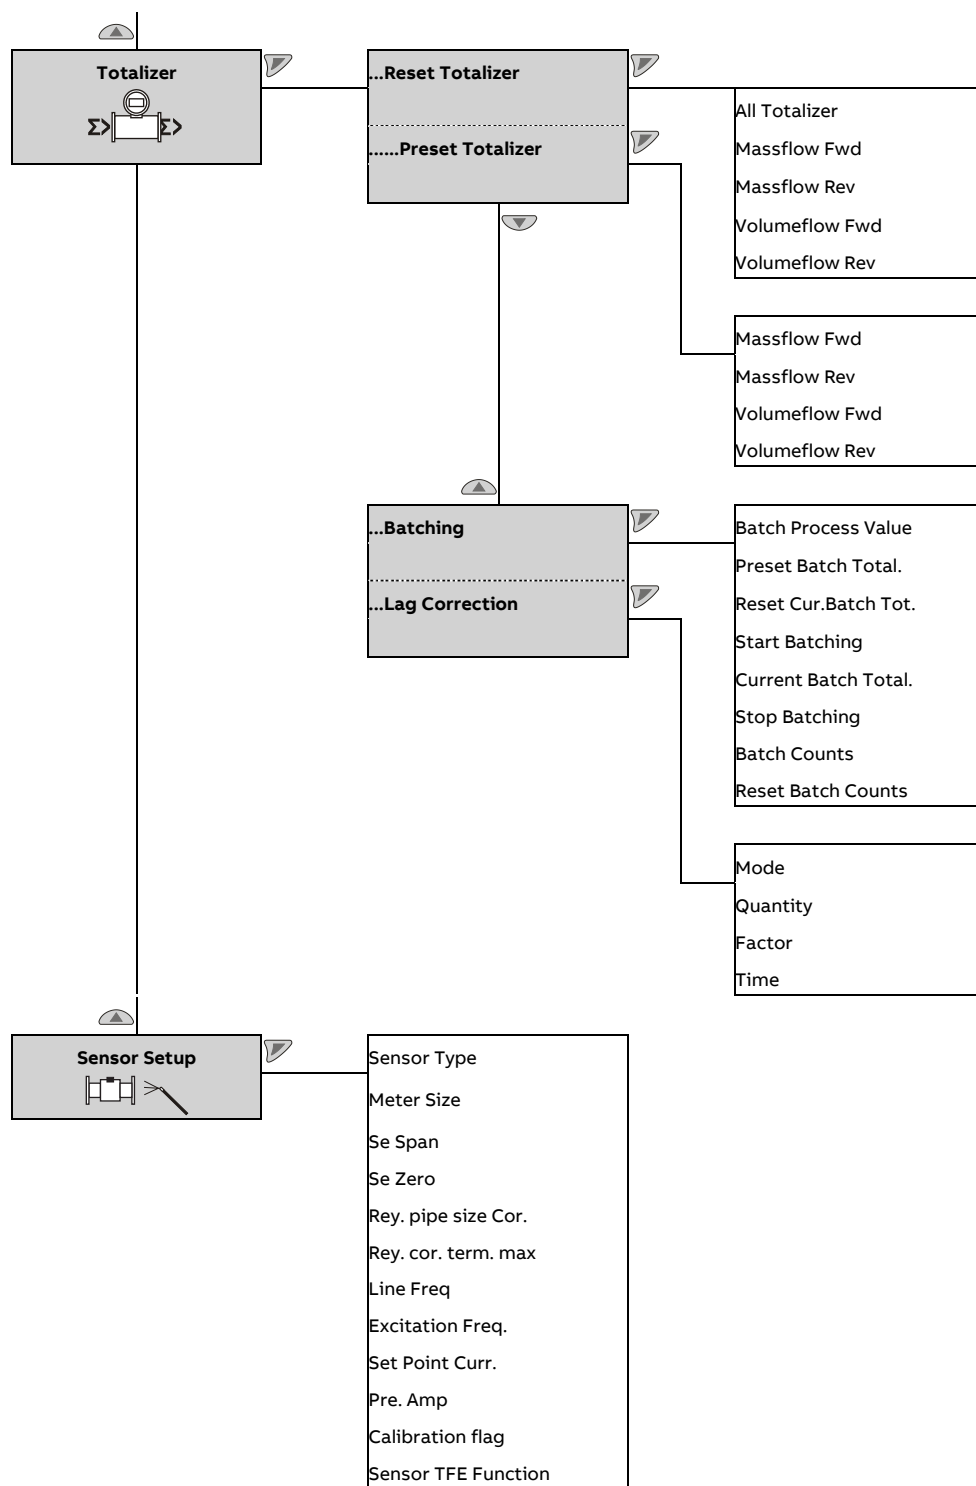 Totalizer
Σ> Σ>
...Reset Totalizer
......Preset Totalizer
All Totalizer
Massflow Fwd
Massflow Rev
Volumeflow Fwd
Volumeflow Rev
Massflow Fwd
Massflow Rev
Volumeflow Fwd
Volumeflow Rev
...Batching
...Lag Correction
Batch Process Value
Preset Batch Total.
Reset Cur.Batch Tot.
Start Batching
Current Batch Total.
Stop Batching
Batch Counts
Reset Batch Counts
Mode
Quantity
Factor
Time
Sensor Setup
Sensor Type
Meter Size
Se Span
Se Zero
Rey. pipe size Cor.
Rey. cor. term. max
Line Freq
Excitation Freq.
Set Point Curr.
Pre. Amp
Calibration flag
Sensor TFE Function